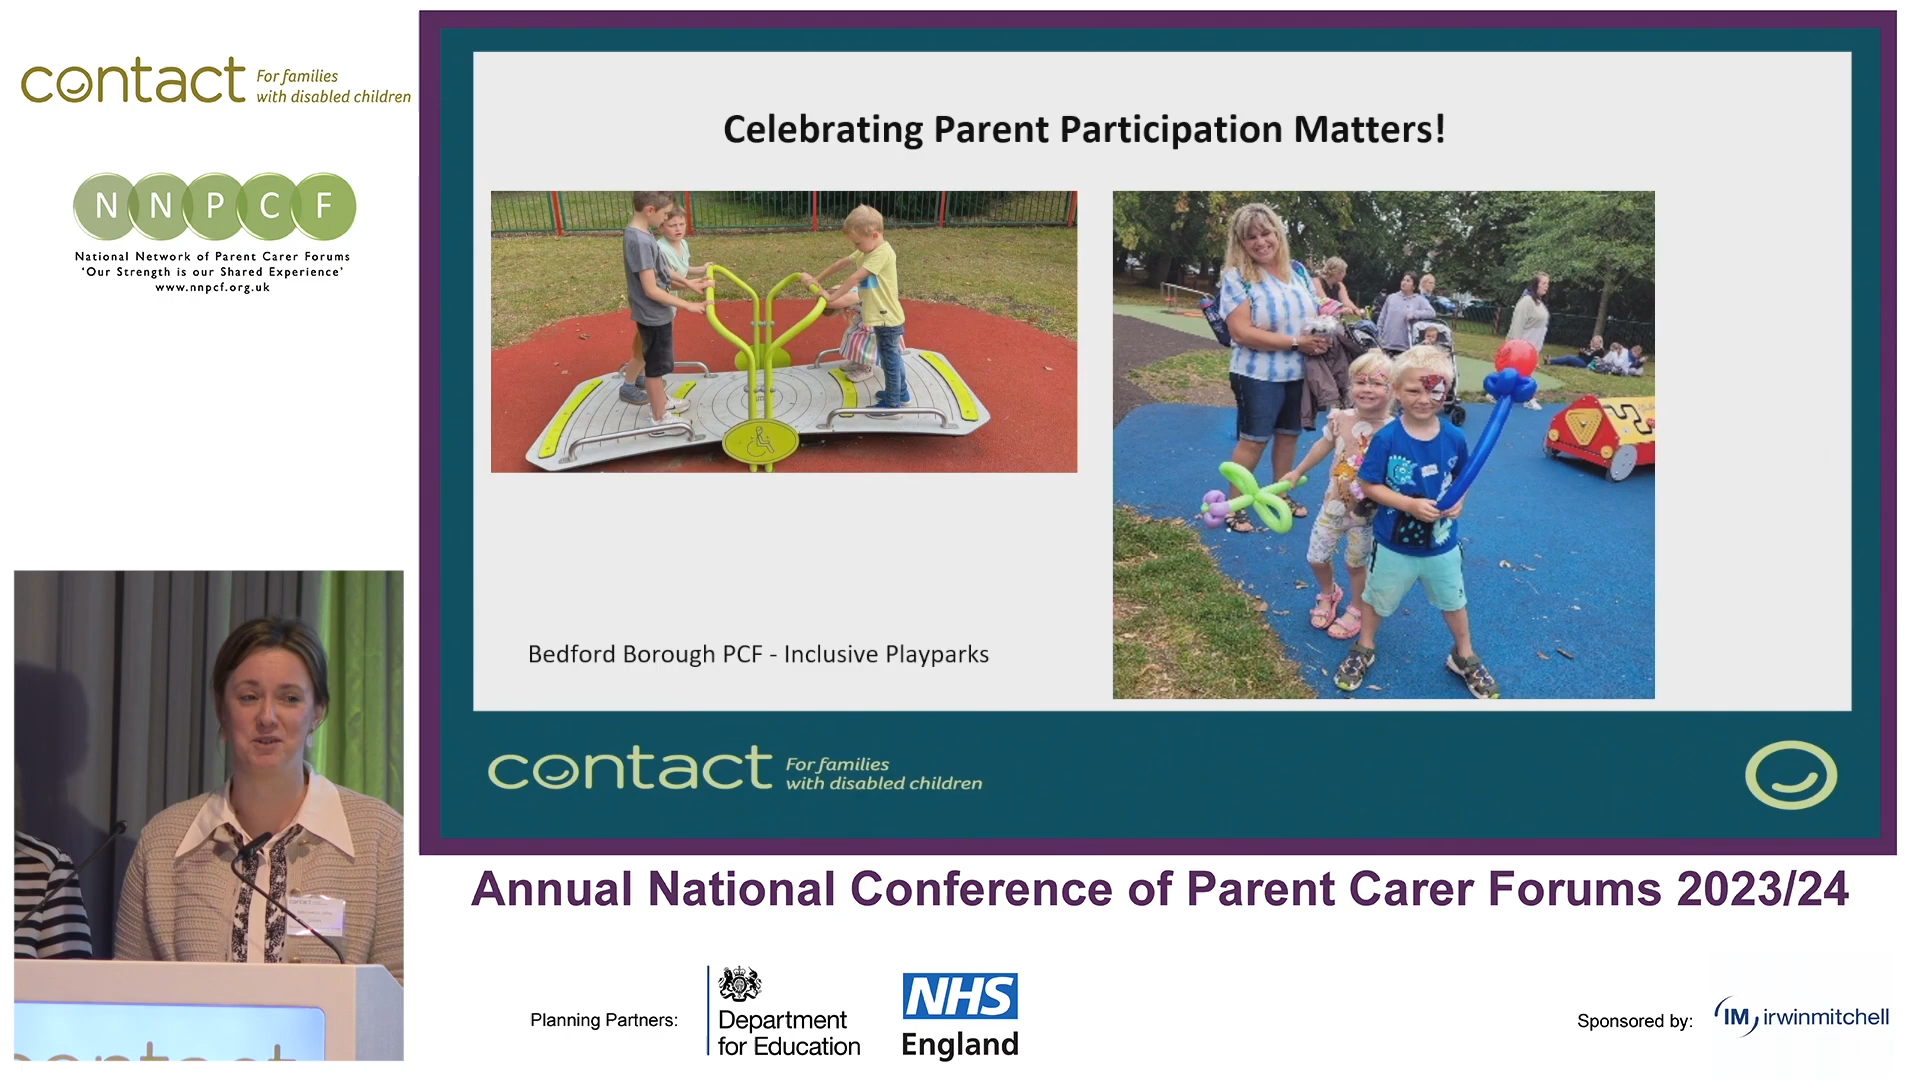 contact
For families
with disabled children
N N P C F
National Network of Parent Carer Forums
'Our Strength is our Shared Experience'
www.nnpcf.org.uk
Celebrating Parent Participation Matters!
Bedford Borough PCF - Inclusive Playparks
contact
For families
with disabled children
Annual National Conference of Parent Carer Forums 2023/24
Planning Partners:
Department
for Education
NHS
England
Sponsored by:
IM irwinmitchell
contact